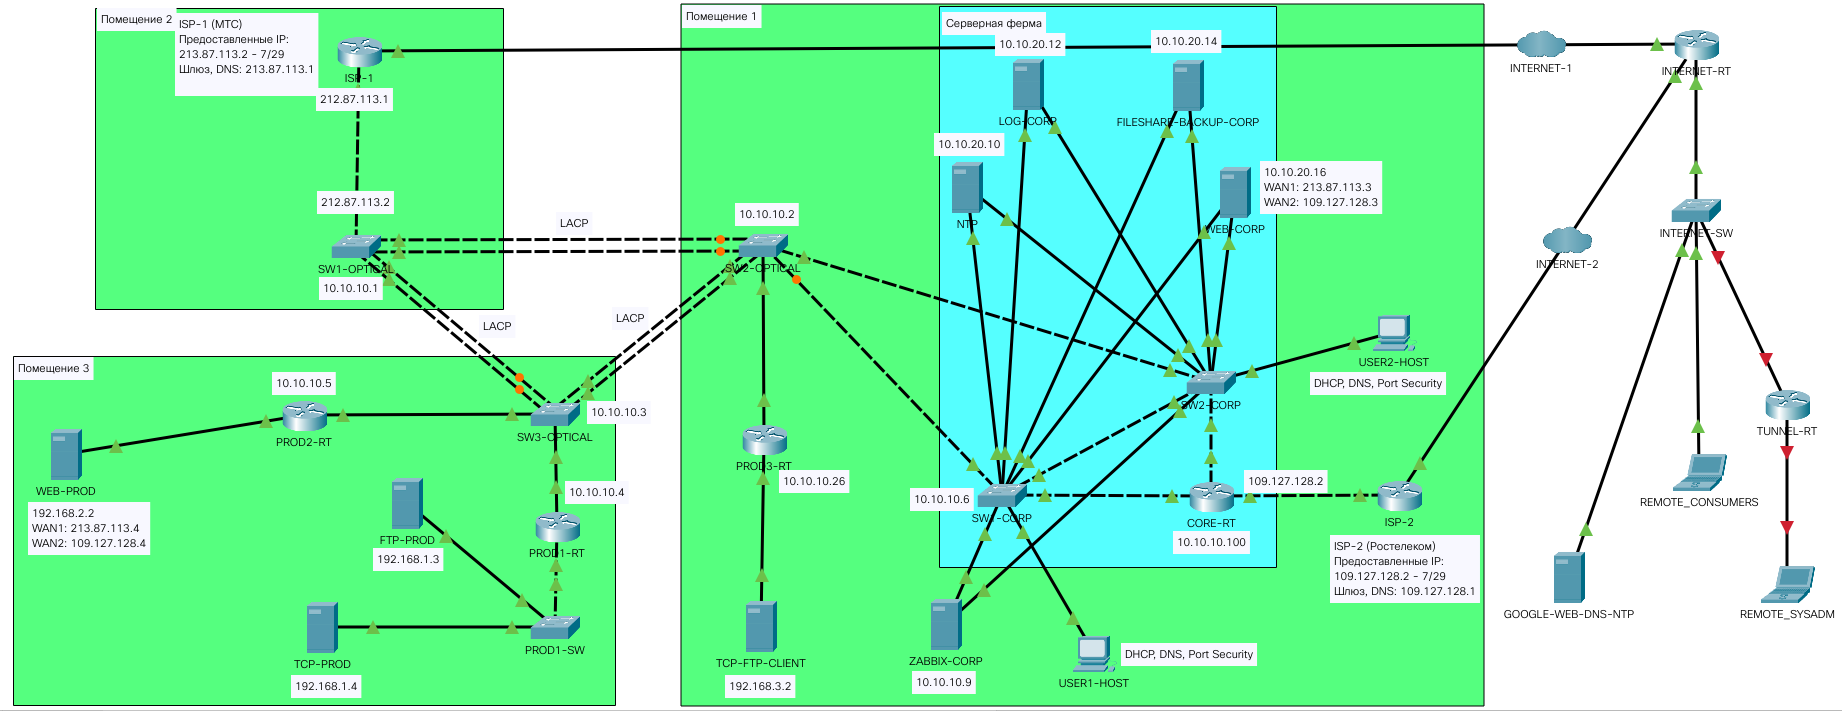 Помещение 2
ISP-1 (МТС)
Предоставленные IP:
213.87.113.2 - 7/29
Шлюз, DNS: 213.87.113.1
ISP-1
212.87.113.1
212.87.113.2
SW1-OPTICAL
10.10.10.1
LACP
LACP
LACP
Помещение 3
10.10.10.5
PROD2-RT
WEB-PROD
192.168.2.2
WAN1: 213.87.113.4
WAN2: 109.127.128.4
10.10.10.3
SW3-OPTICAL
10.10.10.4
PROD1-RT
FTP-PROD
192.168.1.3
TCP-PROD
192.168.1.4
PROD1-SW
Помещение 1
10.10.10.2
SW2-OPTICAL
PROD3-RT
10.10.10.26
TCP-FTP-CLIENT
192.168.3.2
Серверная ферма
10.10.20.12
LOG-CORP
10.10.20.14
FILESHARE-BACKUP-CORP
10.10.20.10
NTP
10.10.20.16
WAN1: 213.87.113.3
WAN2: 109.127.128.3
WEB-CORP
SW2-CORP
10.10.10.6
SW1-CORP
109.127.128.2
CORE-RT
10.10.10.100
USER2-HOST
DHCP, DNS, Port Security
ISP-2
ISP-2 (Ростелеком)
Предоставленные IP:
109.127.128.2 - 7/29
Шлюз, DNS: 109.127.128.1
ZABBIX-CORP
10.10.10.9
DHCP, DNS, Port Security
USER1-HOST
INTERNET-1
INTERNET-RT
INTERNET-SW
INTERNET-2
TUNNEL-RT
REMOTE_CONSUMERS
GOOGLE-WEB-DNS-NTP
REMOTE_SYSADM